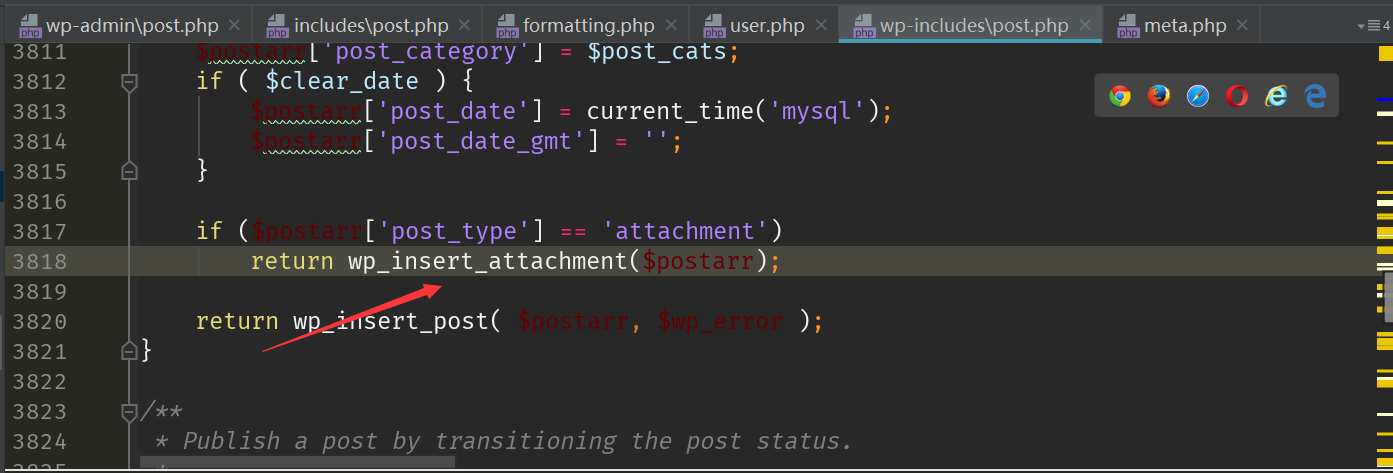 wp-admin\post.php includes\post.php formatting.php user.php wp-includes\post.php meta.php 4
3811 $postarr['post_category'] = $post_cats;
3812 if ( $clear_date ) {
3813 $postarr['post_date'] = current_time('mysql');
3814 $postarr['post_date_gmt'] = '';
3815 }
3816
3817 if ($postarr['post_type'] == 'attachment')
3818 return wp_insert_attachment($postarr);
3819
3820 return wp_insert_post( $postarr, $wp_error );
3821 }
3822
3823 /**
3824 * Publish a post by transitioning the post status.
3825 *